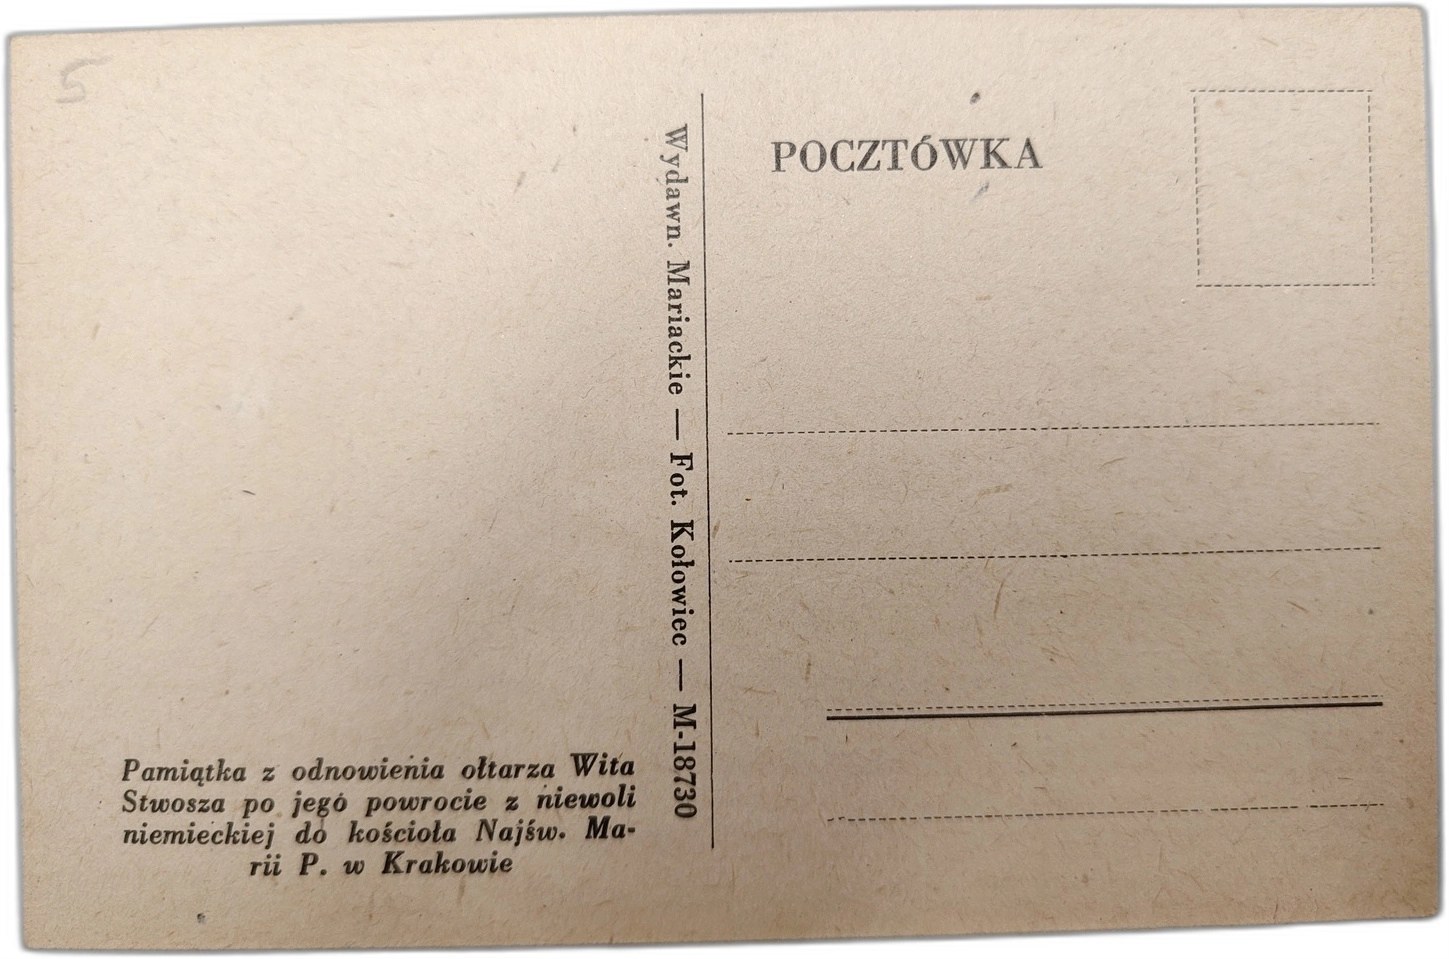 5
Wydawn. Mariackie — Fot. Kołowiec — M-18730
POCZTÓWKA
Pamiątka z odnowienia ołtarza Wita
Stwosza po jego powrocie z niewoli
niemieckiej do kościoła Najśw. Ma-
rii P. w Krakowie